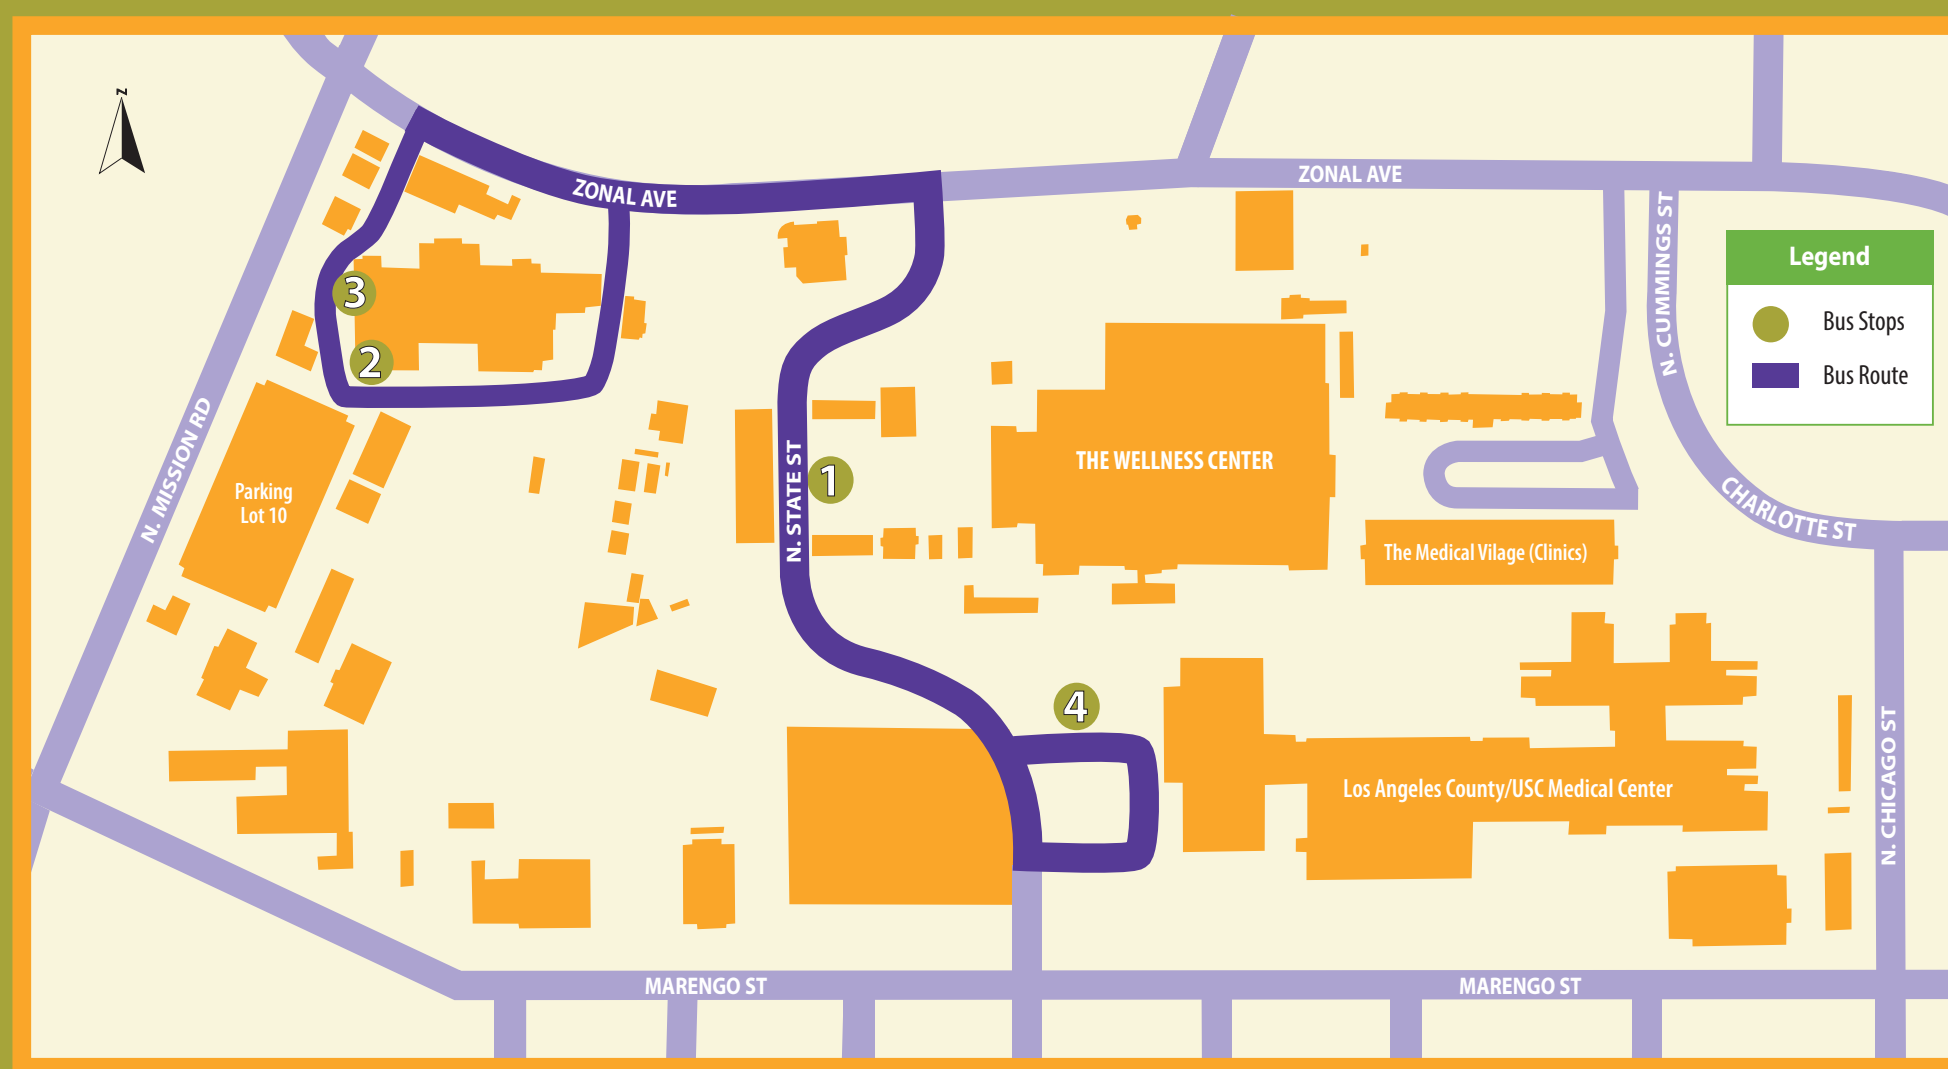 N
ZONAL AVE
ZONAL AVE
N. CUMMINGS ST
Legend
Bus Stops
Bus Route
3
2
N. MISSION RD
Parking
Lot 10
N. STATE ST
1
THE WELLNESS CENTER
CHARLOTTE ST
The Medical Vilage (Clinics)
4
Los Angeles County/USC Medical Center
N. CHICAGO ST
MARENGO ST
MARENGO ST